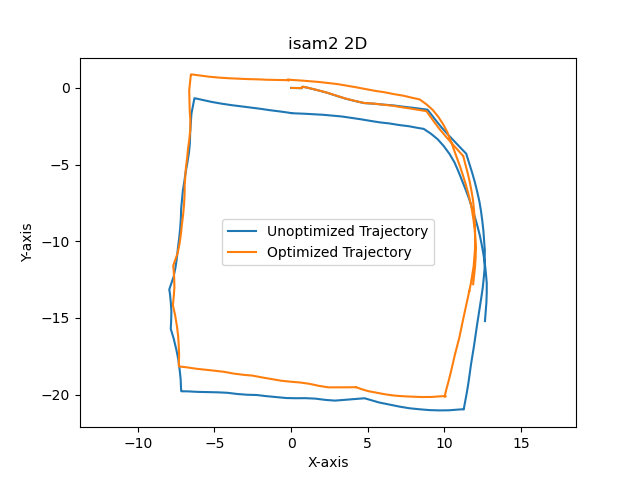 isam2 2D
0
−5
−10
−15
−20
Y-axis
Unoptimized Trajectory
Optimized Trajectory
−10
−5
0
5
10
15
X-axis